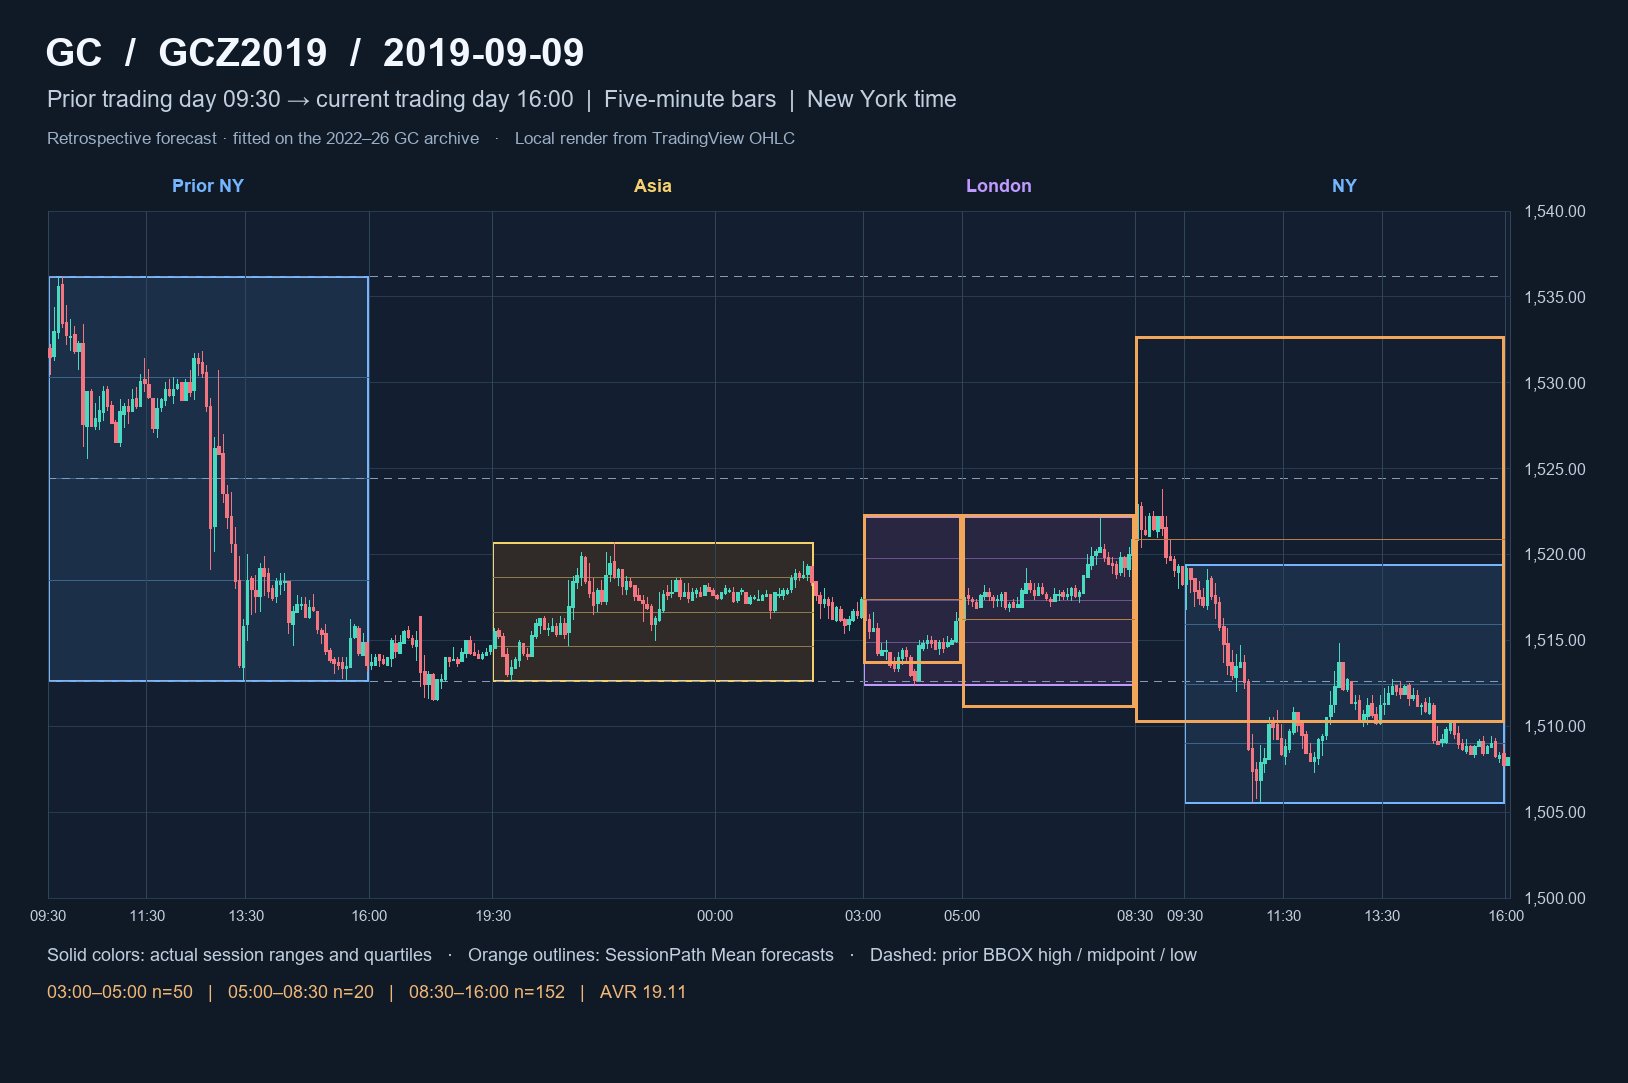 GC / GCZ2019 / 2019-09-09
Prior trading day 09:30 → current trading day 16:00 | Five-minute bars | New York time
Retrospective forecast · fitted on the 2022–26 GC archive · Local render from TradingView OHLC
Prior NY Asia London NY
1,540.00
1,535.00
1,530.00
1,525.00
1,520.00
1,515.00
1,510.00
1,505.00
1,500.00
09:30 11:30 13:30 16:00 19:30 00:00 03:00 05:00 08:30 09:30 11:30 13:30 16:00
Solid colors: actual session ranges and quartiles · Orange outlines: SessionPath Mean forecasts · Dashed: prior BBOX high / midpoint / low
03:00–05:00 n=50 | 05:00–08:30 n=20 | 08:30–16:00 n=152 | AVR 19.11